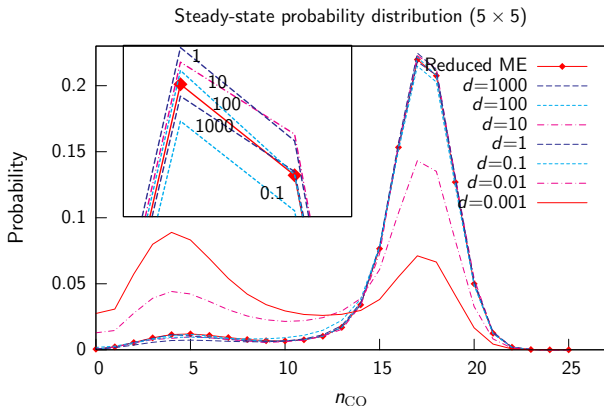 Steady-state probability distribution (5 × 5)
Probability
0.2
0.15
0.1
0.05
0
1
10
100
1000
0.1
Reduced ME
d=1000
d=100
d=10
d=1
d=0.1
d=0.01
d=0.001
0 5 10 15 20 25
nCO